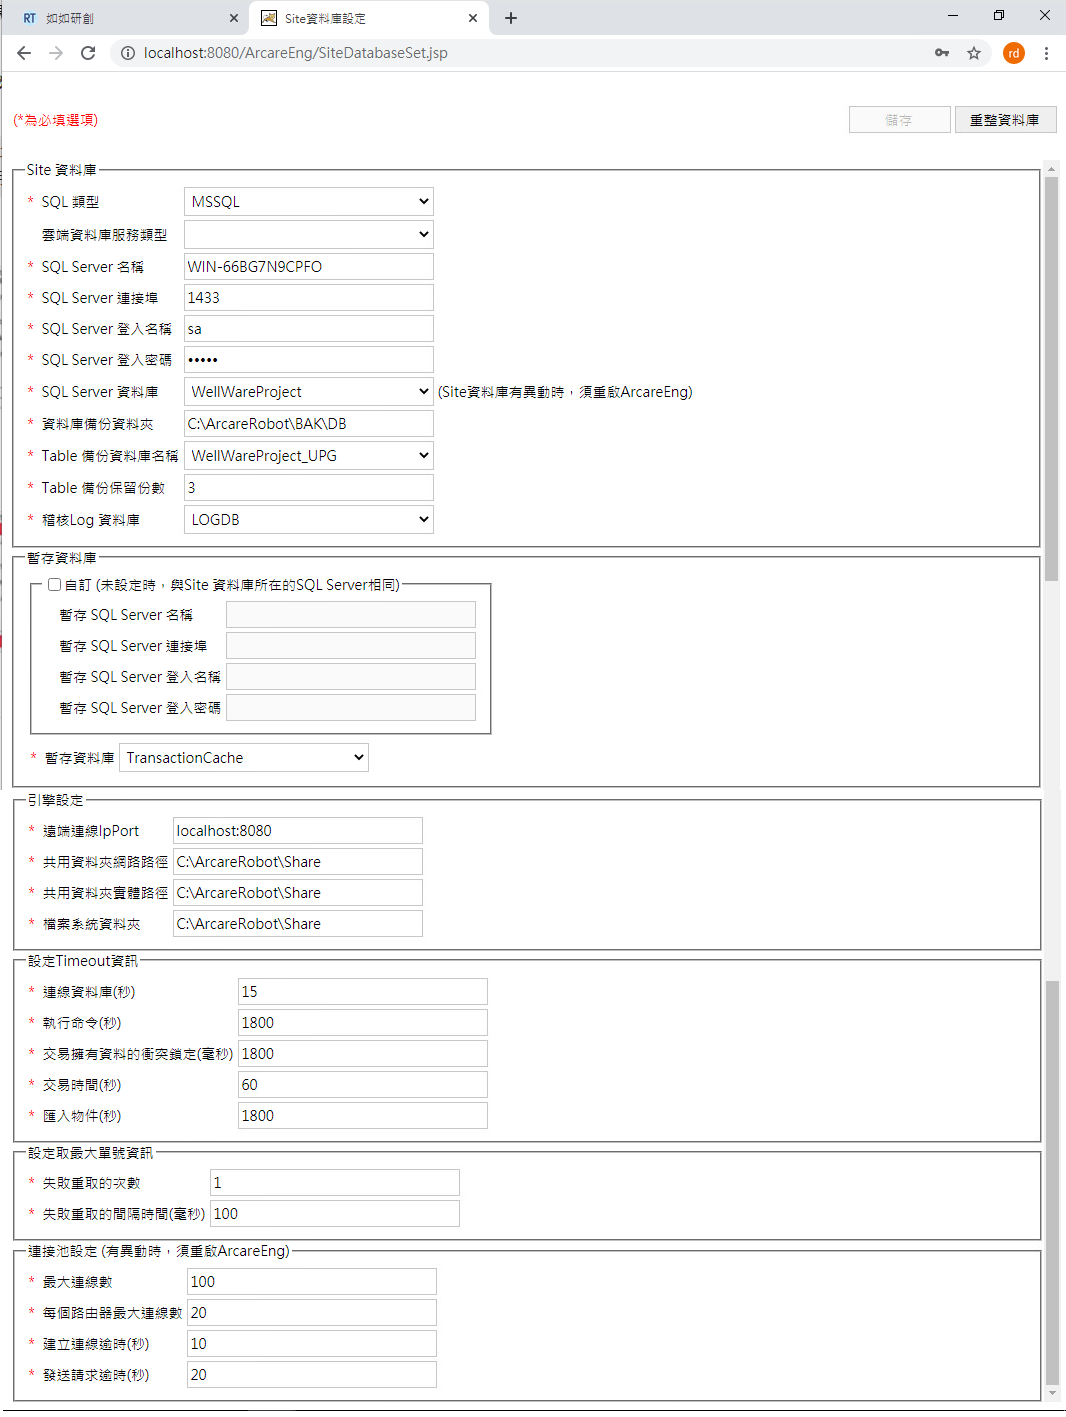 RT 如如研創
Site資料庫設定
localhost:8080/ArcareEng/SiteDatabaseSet.jsp
rd
(*為必填選項)
儲存
重整資料庫
Site 資料庫
* SQL 類型 MSSQL
雲端資料庫服務類型
* SQL Server 名稱 WIN-66BG7N9CPFO
* SQL Server 連接埠 1433
* SQL Server 登入名稱 sa
* SQL Server 登入密碼 •••••
* SQL Server 資料庫 WellWareProject (Site資料庫有異動時，須重啟ArcareEng)
* 資料庫備份資料夾 C:\ArcareRobot\BAK\DB
* Table 備份資料庫名稱 WellWareProject_UPG
* Table 備份保留份數 3
* 稽核Log 資料庫 LOGDB
暫存資料庫
自訂 (未設定時，與Site 資料庫所在的SQL Server相同)
暫存 SQL Server 名稱
暫存 SQL Server 連接埠
暫存 SQL Server 登入名稱
暫存 SQL Server 登入密碼
* 暫存資料庫 TransactionCache
引擎設定
* 遠端連線IpPort localhost:8080
* 共用資料夾網路路徑 C:\ArcareRobot\Share
* 共用資料夾實體路徑 C:\ArcareRobot\Share
* 檔案系統資料夾 C:\ArcareRobot\Share
設定Timeout資訊
* 連線資料庫(秒) 15
* 執行命令(秒) 1800
* 交易擁有資料的衝突鎖定(毫秒) 1800
* 交易時間(秒) 60
* 匯入物件(秒) 1800
設定取最大單號資訊
* 失敗重取的次數 1
* 失敗重取的間隔時間(毫秒) 100
連接池設定 (有異動時，須重啟ArcareEng)
* 最大連線數 100
* 每個路由器最大連線數 20
* 建立連線逾時(秒) 10
* 發送請求逾時(秒) 20